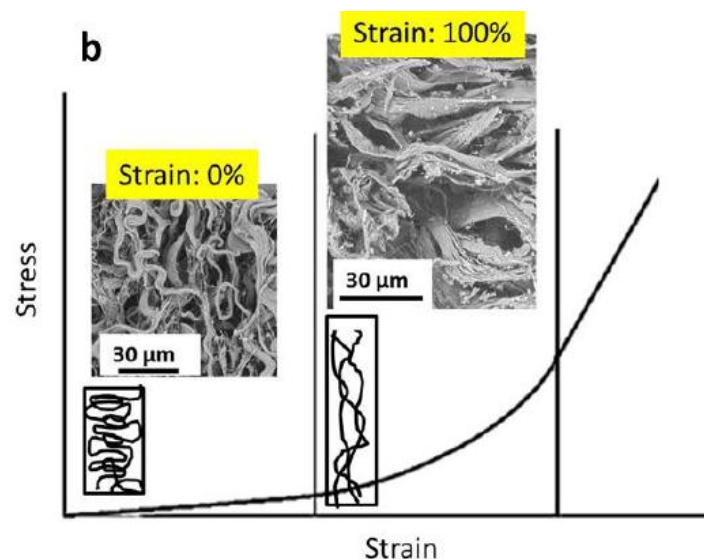 b
Strain: 100%
Strain: 0%
30 μm
30 μm
Stress
Strain